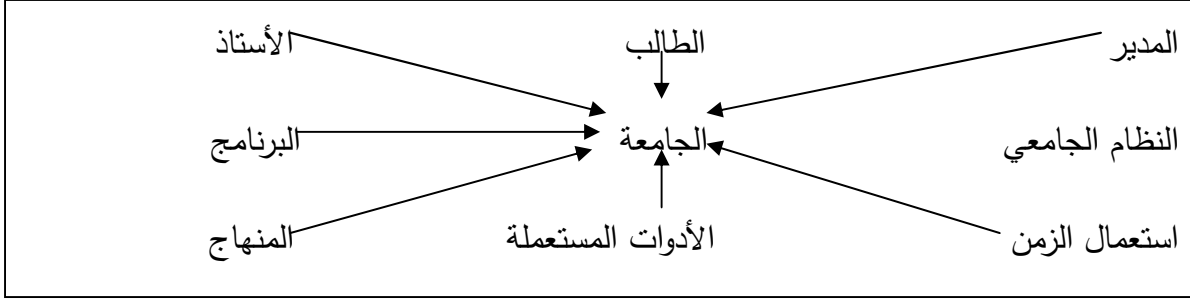 المدير الطالب الأستاذ
النظام الجامعي الجامعة البرنامج
استعمال الزمن الأدوات المستعملة المنهاج